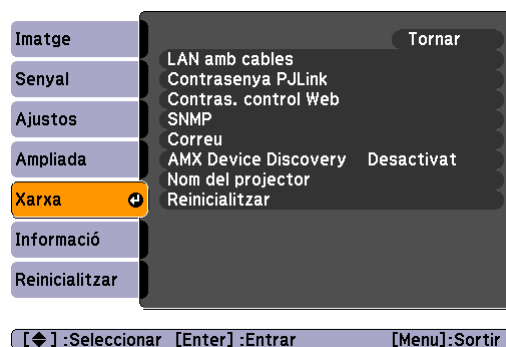 Imatge
Senyal
Ajustos
Ampliada
Xarxa
Informació
Reinicialitzar
Tornar
LAN amb cables
Contrasenya PJLink
Contras. control Web
SNMP
Correu
AMX Device Discovery Desactivat
Nom del projector
Reinicialitzar
[◆] :Seleccionar [Enter] :Entrar [Menu]:Sortir